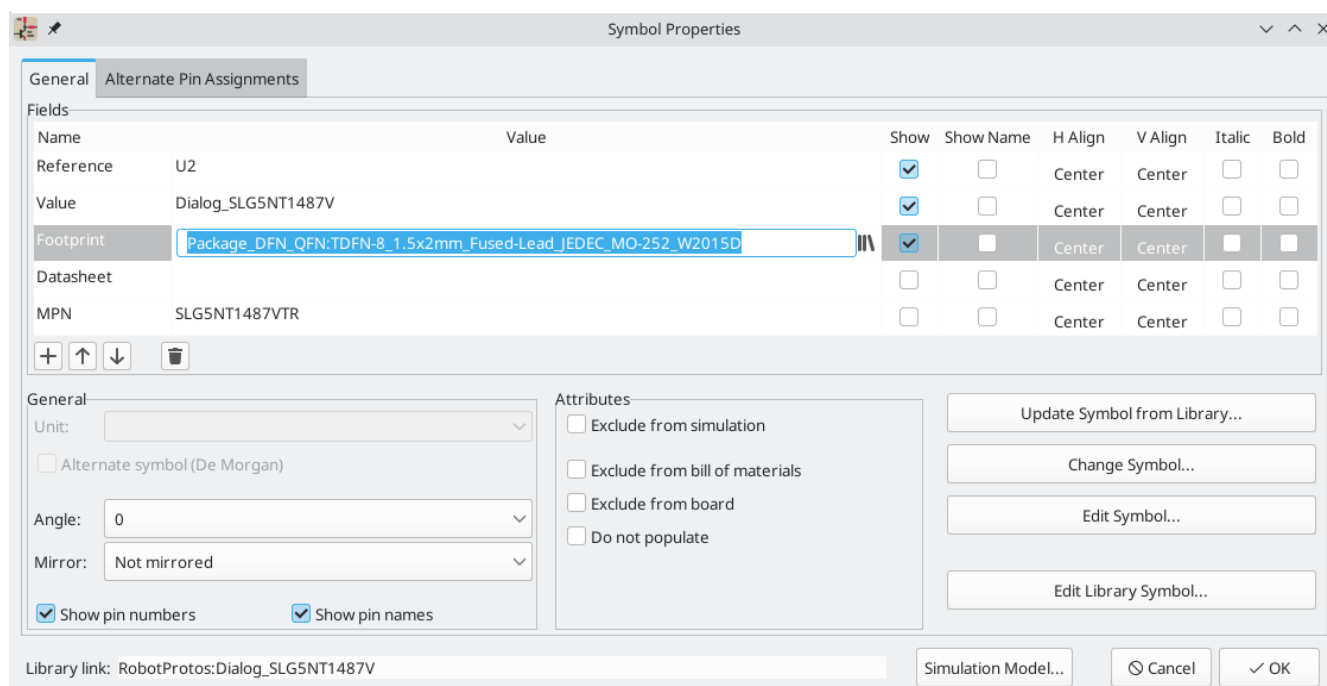 Symbol Properties
General Alternate Pin Assignments
Fields
Name Value Show Show Name H Align V Align Italic Bold
Reference U2 Center Center
Value Dialog_SLG5NT1487V Center Center
Footprint Package_DFN_QFN:TDFN-8_1.5x2mm_Fused-Lead_JEDEC_MO-252_W2015D Center Center
Datasheet Center Center
MPN SLG5NT1487VTR Center Center
General
Unit:
Alternate symbol (De Morgan)
Angle: 0
Mirror: Not mirrored
Show pin numbers Show pin names
Attributes
Exclude from simulation
Exclude from bill of materials
Exclude from board
Do not populate
Update Symbol from Library...
Change Symbol...
Edit Symbol...
Edit Library Symbol...
Library link: RobotProtos:Dialog_SLG5NT1487V Simulation Model... Cancel OK